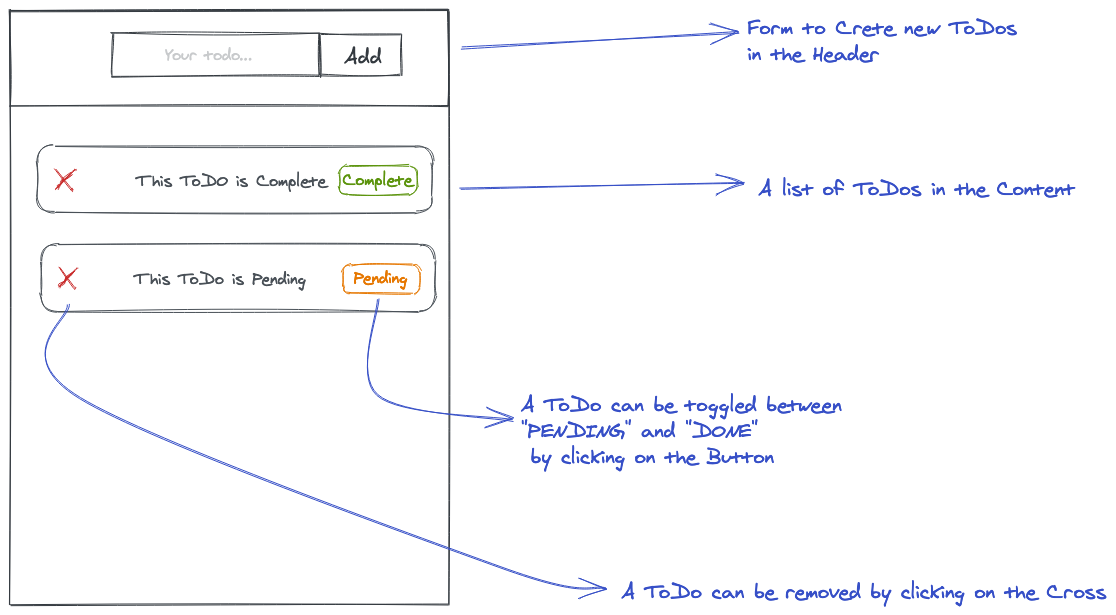 Your todo...
Add
Form to Crete new ToDos
in the Header
This ToDO is Complete
Complete
A list of ToDos in the Content
This ToDo is Pending
Pending
A ToDo can be toggled between
"PENDING" and "DONE"
by clicking on the Button
A ToDo can be removed by clicking on the Cross